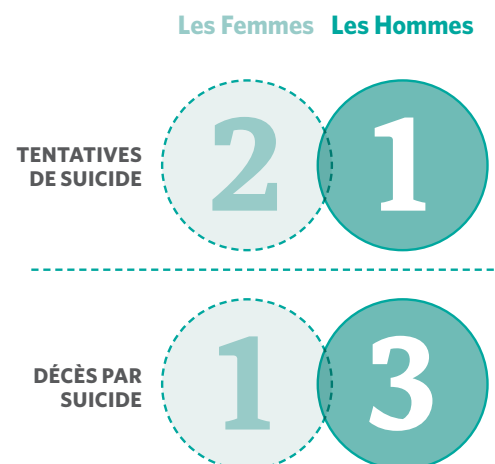 Les Femmes Les Hommes
TENTATIVES
DE SUICIDE
2 1
DÉCÈS PAR
SUICIDE
1 3